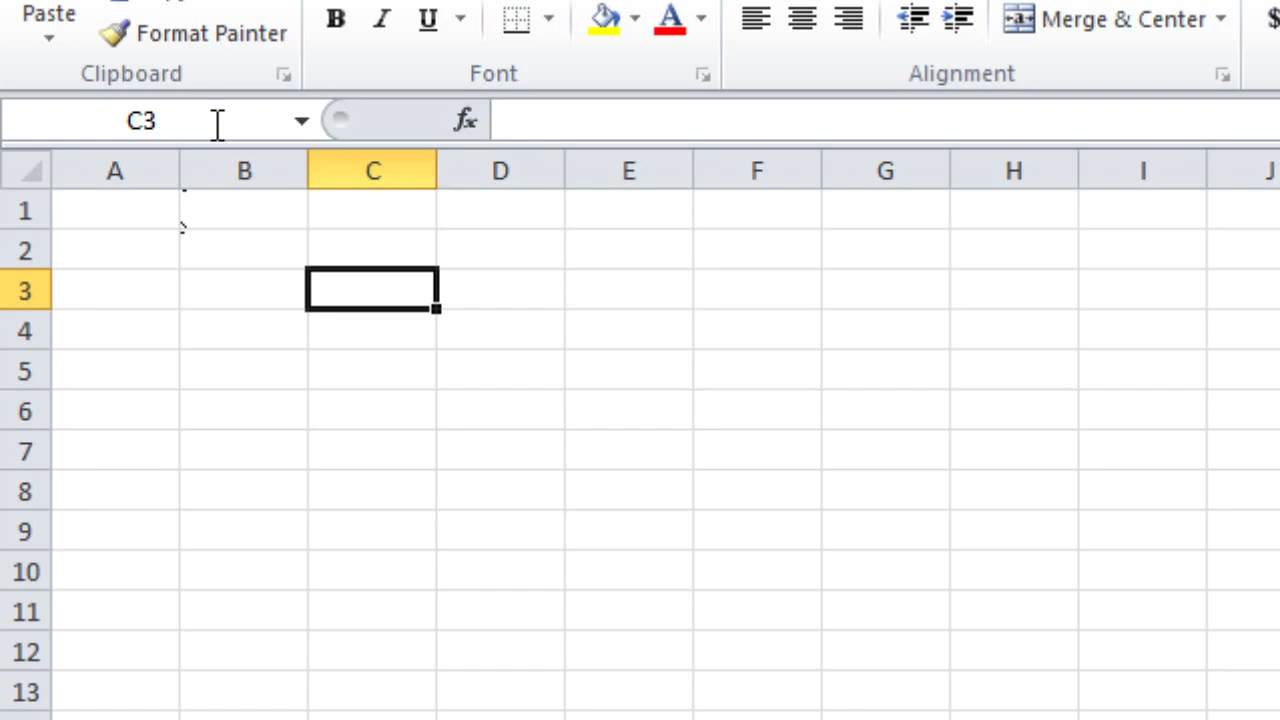 Paste
Format Painter
B I U A
Merge & Center
$
Clipboard
Font
Alignment
C3
fx
A B C D E F G H I J
1
2
3
4
5
6
7
8
9
10
11
12
13